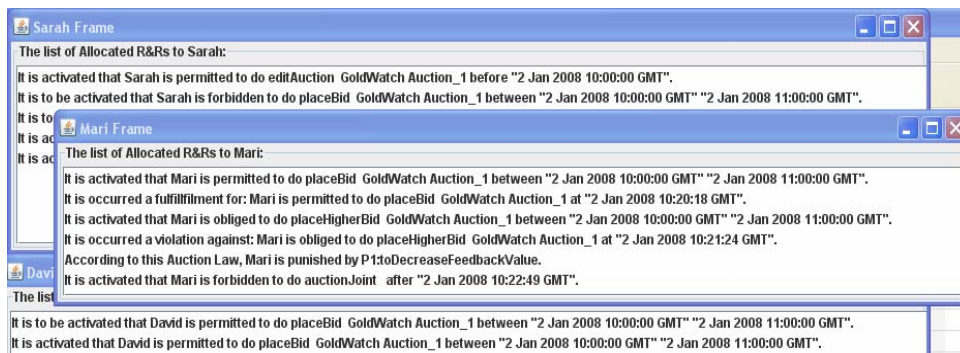 Sarah Frame
The list of Allocated R&Rs to Sarah:
It is activated that Sarah is permitted to do editAuction GoldWatch Auction_1 before "2 Jan 2008 10:00:00 GMT".
It is to be activated that Sarah is forbidden to do placeBid GoldWatch Auction_1 between "2 Jan 2008 10:00:00 GMT" "2 Jan 2008 11:00:00 GMT".
It is to
It is ac
It is ac
Mari Frame
The list of Allocated R&Rs to Mari:
It is activated that Mari is permitted to do placeBid GoldWatch Auction_1 between "2 Jan 2008 10:00:00 GMT" "2 Jan 2008 11:00:00 GMT".
It is occurred a fulfillfilment for: Mari is permitted to do placeBid GoldWatch Auction_1 at "2 Jan 2008 10:20:18 GMT".
It is activated that Mari is obliged to do placeHigherBid GoldWatch Auction_1 between "2 Jan 2008 10:00:00 GMT" "2 Jan 2008 11:00:00 GMT".
It is occurred a violation against: Mari is obliged to do placeHigherBid GoldWatch Auction_1 at "2 Jan 2008 10:21:24 GMT".
According to this Auction Law, Mari is punished by P1:toDecreaseFeedbackValue.
It is activated that Mari is forbidden to do auctionJoint after "2 Jan 2008 10:22:49 GMT".
Davi
The list
It is to be activated that David is permitted to do placeBid GoldWatch Auction_1 between "2 Jan 2008 10:00:00 GMT" "2 Jan 2008 11:00:00 GMT".
It is activated that David is permitted to do placeBid GoldWatch Auction_1 between "2 Jan 2008 10:00:00 GMT" "2 Jan 2008 11:00:00 GMT".